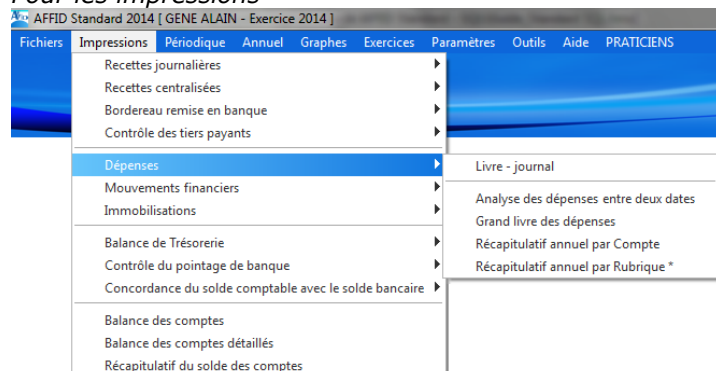 Pour les impressions
AFFID Standard 2014 [ GENE ALAIN - Exercice 2014 ]
Fichiers Impressions Périodique Annuel Graphes Exercices Paramètres Outils Aide PRATICIENS
Recettes journalières
Recettes centralisées
Bordereau remise en banque
Contrôle des tiers payants
Dépenses
Livre - journal
Mouvements financiers
Immobilisations
Analyse des dépenses entre deux dates
Grand livre des dépenses
Récapitulatif annuel par Compte
Récapitulatif annuel par Rubrique *
Balance de Trésorerie
Contrôle du pointage de banque
Concordance du solde comptable avec le solde bancaire
Balance des comptes
Balance des comptes détaillés
Récapitulatif du solde des comptes